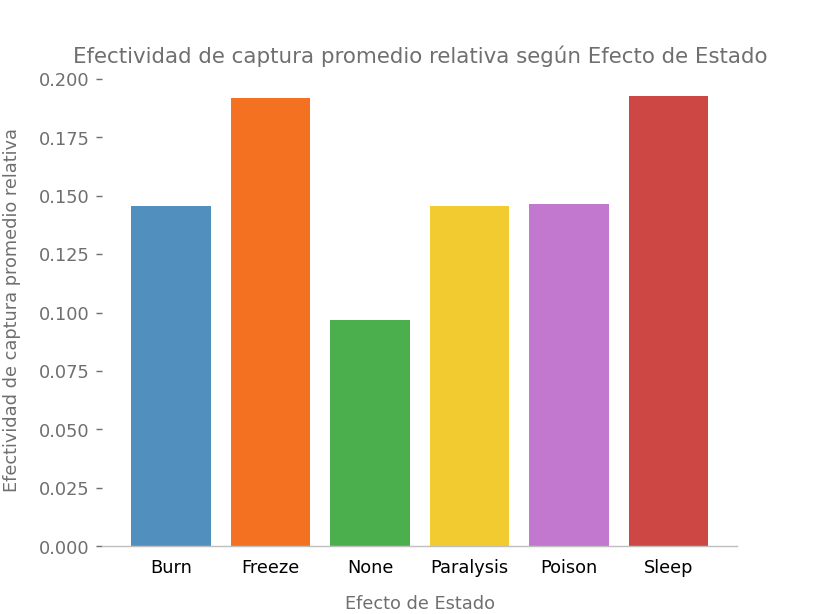 Efectividad de captura promedio relativa según Efecto de Estado
Efectividad de captura promedio relativa
0.200
0.175
0.150
0.125
0.100
0.075
0.050
0.025
0.000
Burn Freeze None Paralysis Poison Sleep
Efecto de Estado